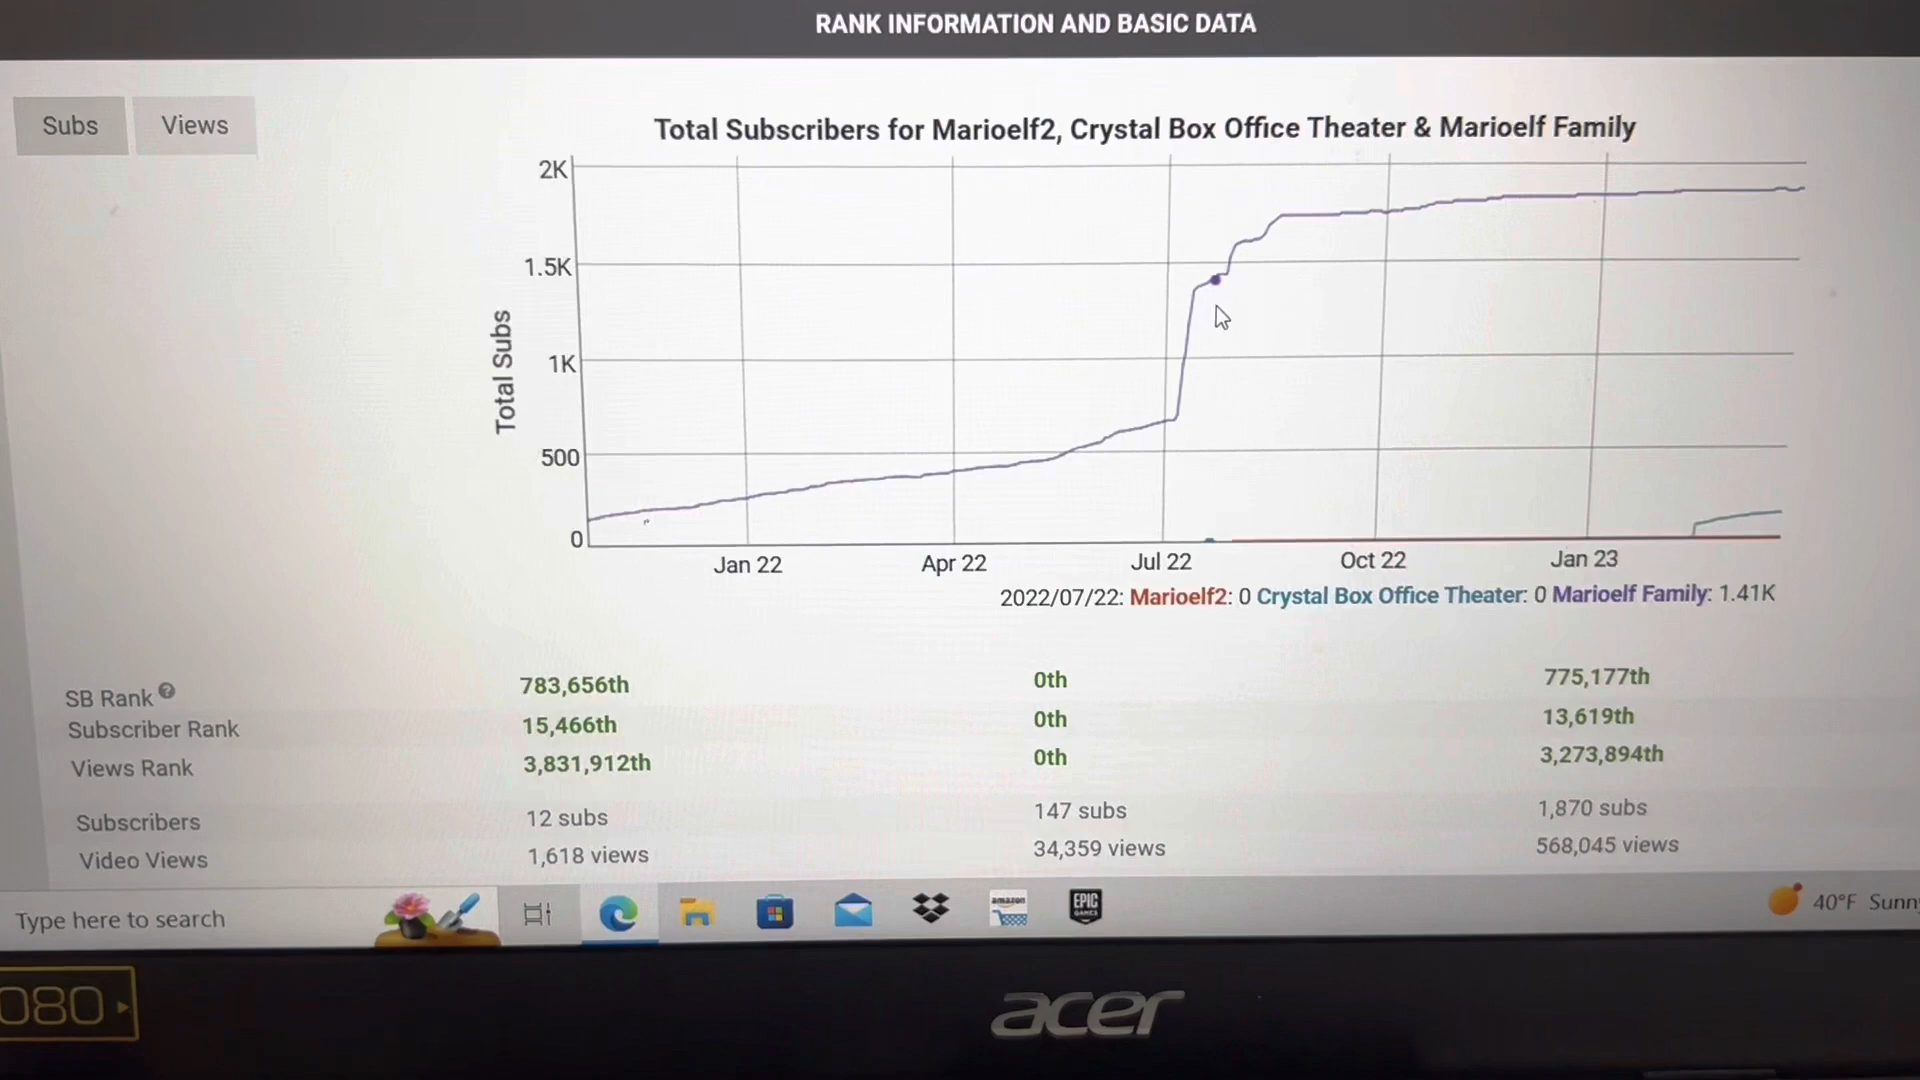 RANK INFORMATION AND BASIC DATA
Subs
Views
Total Subscribers for Marioelf2, Crystal Box Office Theater & Marioelf Family
Total Subs
2K
1.5K
1K
500
0
Jan 22
Apr 22
Jul 22
Oct 22
Jan 23
2022/07/22: Marioelf2: 0 Crystal Box Office Theater: 0 Marioelf Family: 1.41K
SB Rank ? 783,656th 0th 775,177th
Subscriber Rank 15,466th 0th 13,619th
Views Rank 3,831,912th 0th 3,273,894th
Subscribers 12 subs 147 subs 1,870 subs
Video Views 1,618 views 34,359 views 568,045 views
Type here to search
amazon
EPIC
GAMES
40°F Sunn
080
acer